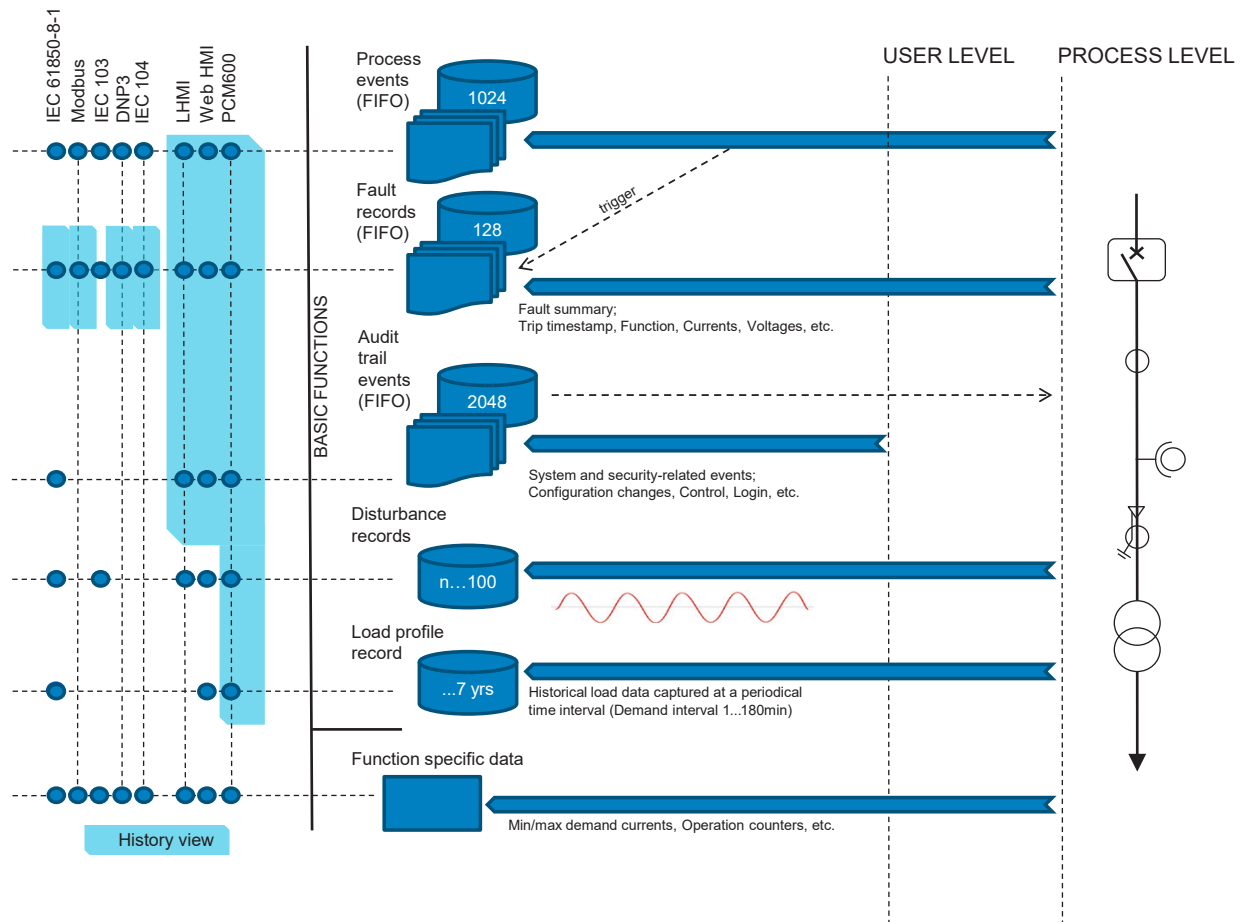 IEC 61850-8-1
Modbus
IEC 103
DNP3
IEC 104
LHMI
Web HMI
PCM600
BASIC FUNCTIONS
USER LEVEL
PROCESS LEVEL
Process
events
(FIFO)
1024
Fault
records
(FIFO)
128
trigger
Fault summary;
Trip timestamp, Function, Currents, Voltages, etc.
Audit
trail
events
(FIFO)
2048
System and security-related events;
Configuration changes, Control, Login, etc.
Disturbance
records
n...100
Load profile
record
...7 yrs
Historical load data captured at a periodical
time interval (Demand interval 1...180min)
Function specific data
Min/max demand currents, Operation counters, etc.
History view